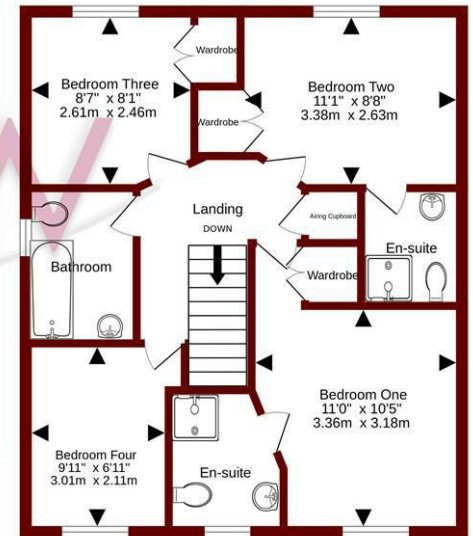 Wardrobe
Bedroom Three
8'7" x 8'1"
2.61m x 2.46m
Bedroom Two
11'1" x 8'8"
3.38m x 2.63m
Wardrobe
Landing
DOWN
Airing Cupboard
En-suite
Bathroom
Wardrobe
Bedroom One
11'0" x 10'5"
3.36m x 3.18m
Bedroom Four
9'11" x 6'11"
3.01m x 2.11m
En-suite